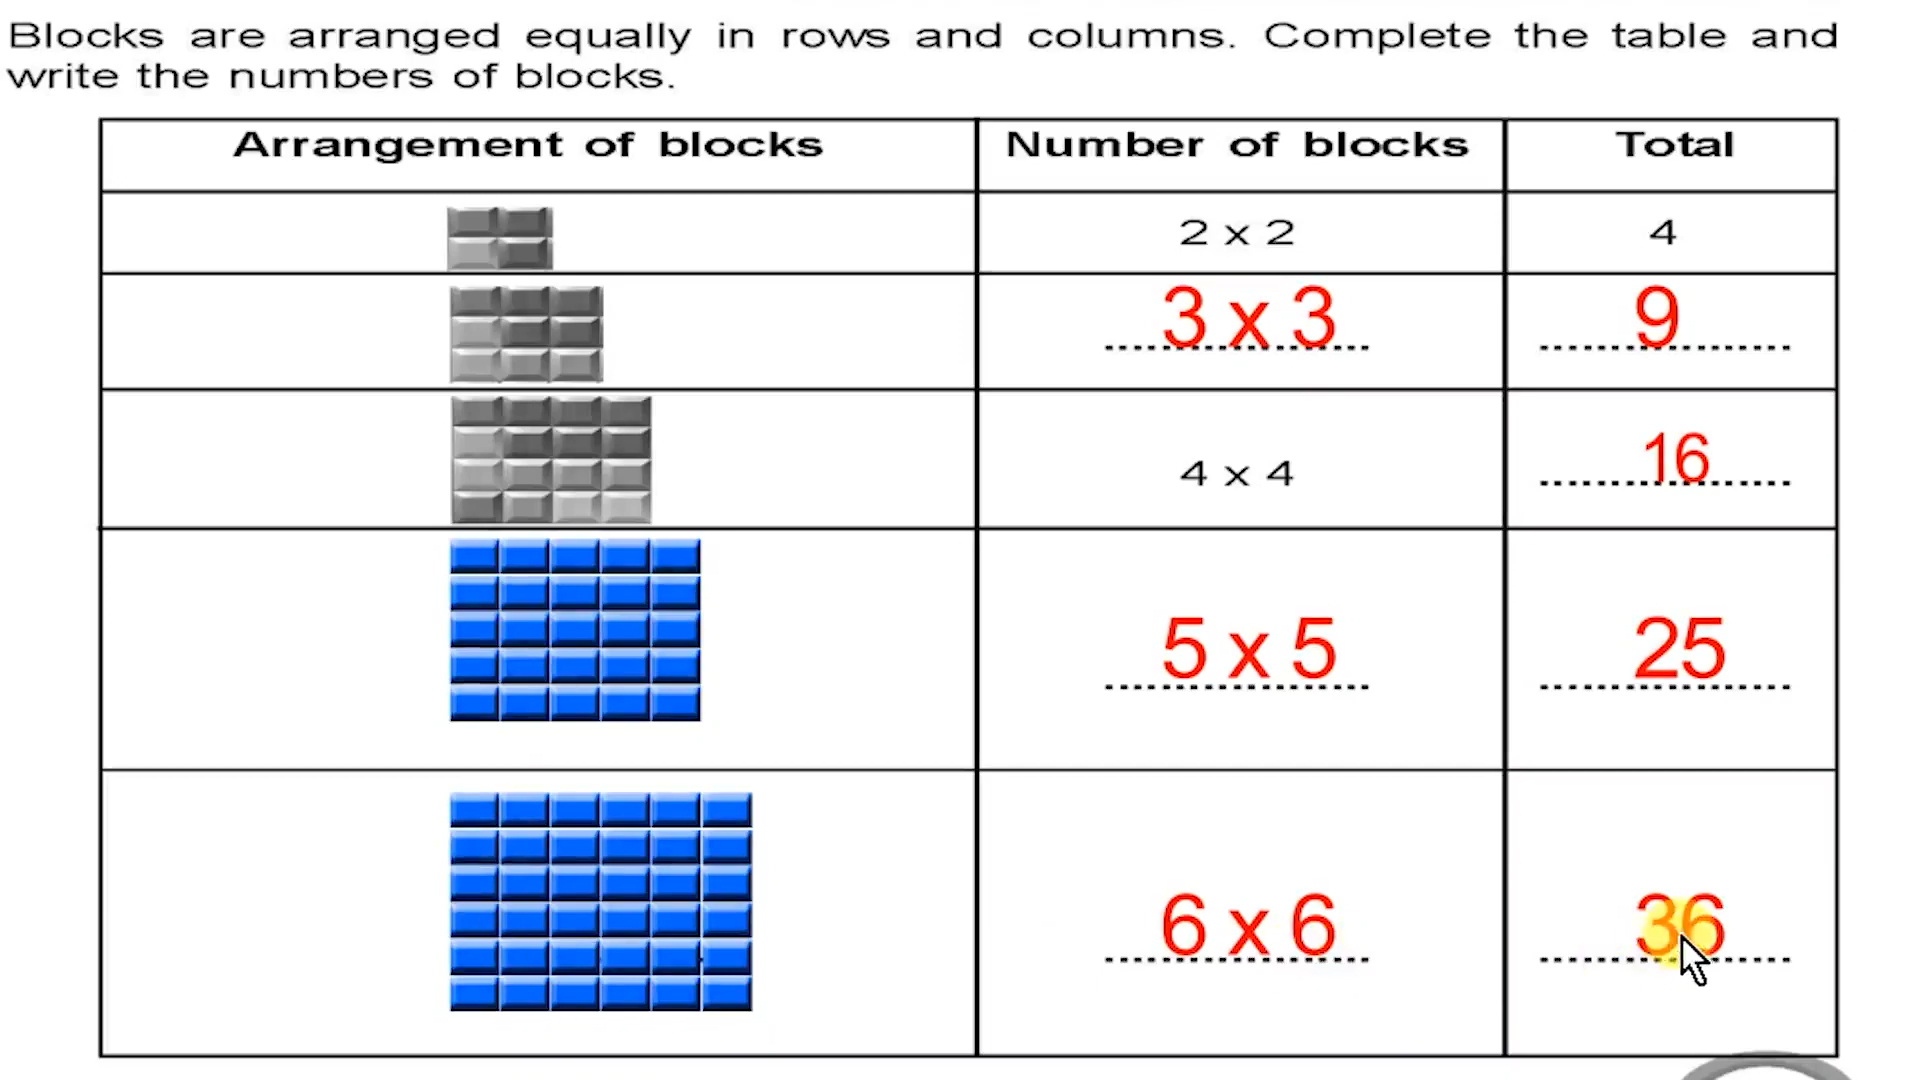 Blocks are arranged equally in rows and columns. Complete the table and
write the numbers of blocks.
Arrangement of blocks Number of blocks Total
2 x 2 4
3 x 3 9
4 x 4 16
5 x 5 25
6 x 6 36